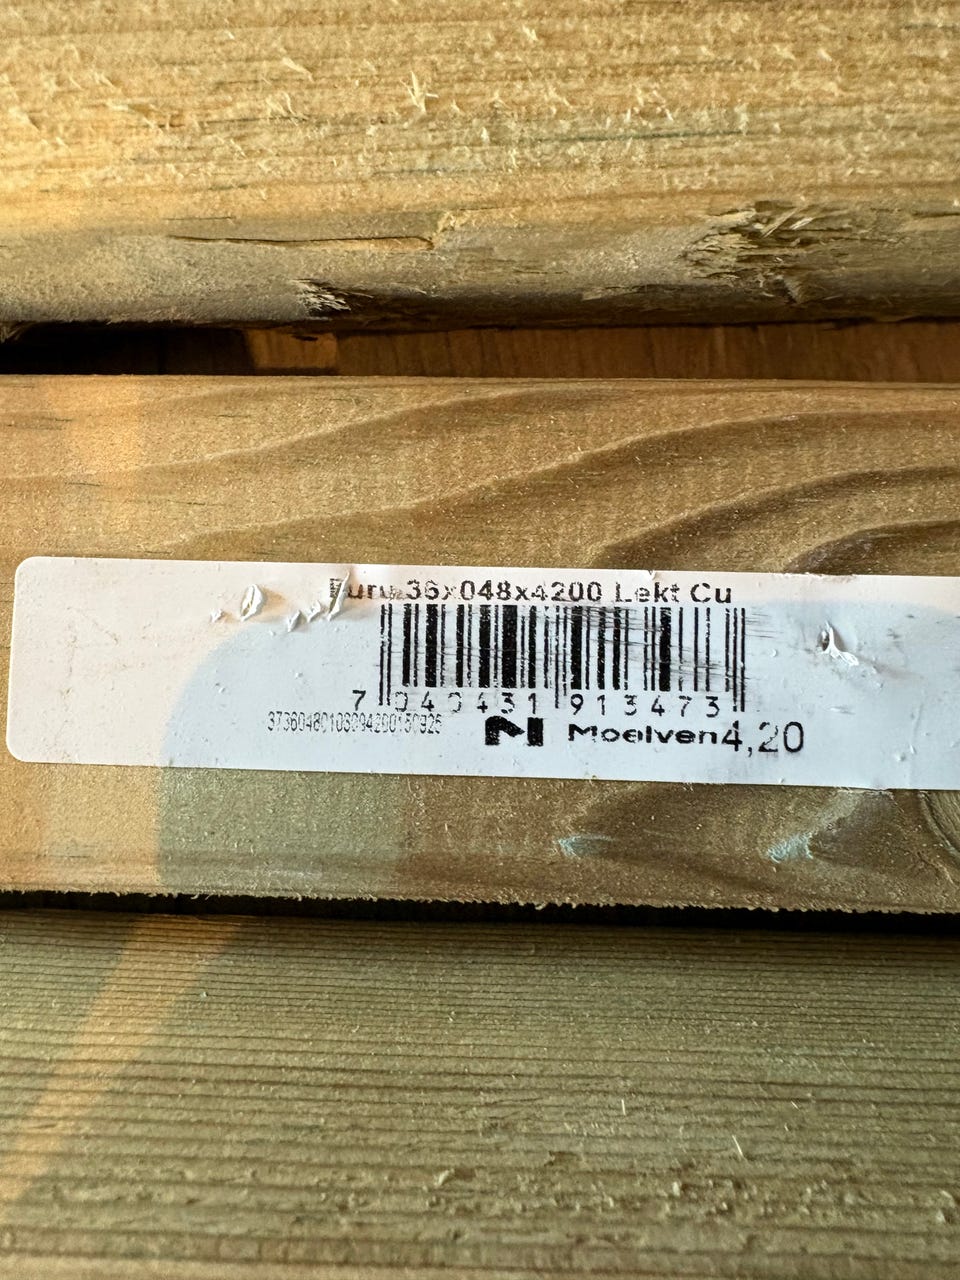 Furu 36x048x4200 Lekt Cu
7 040431 913473
Moelven 4,20